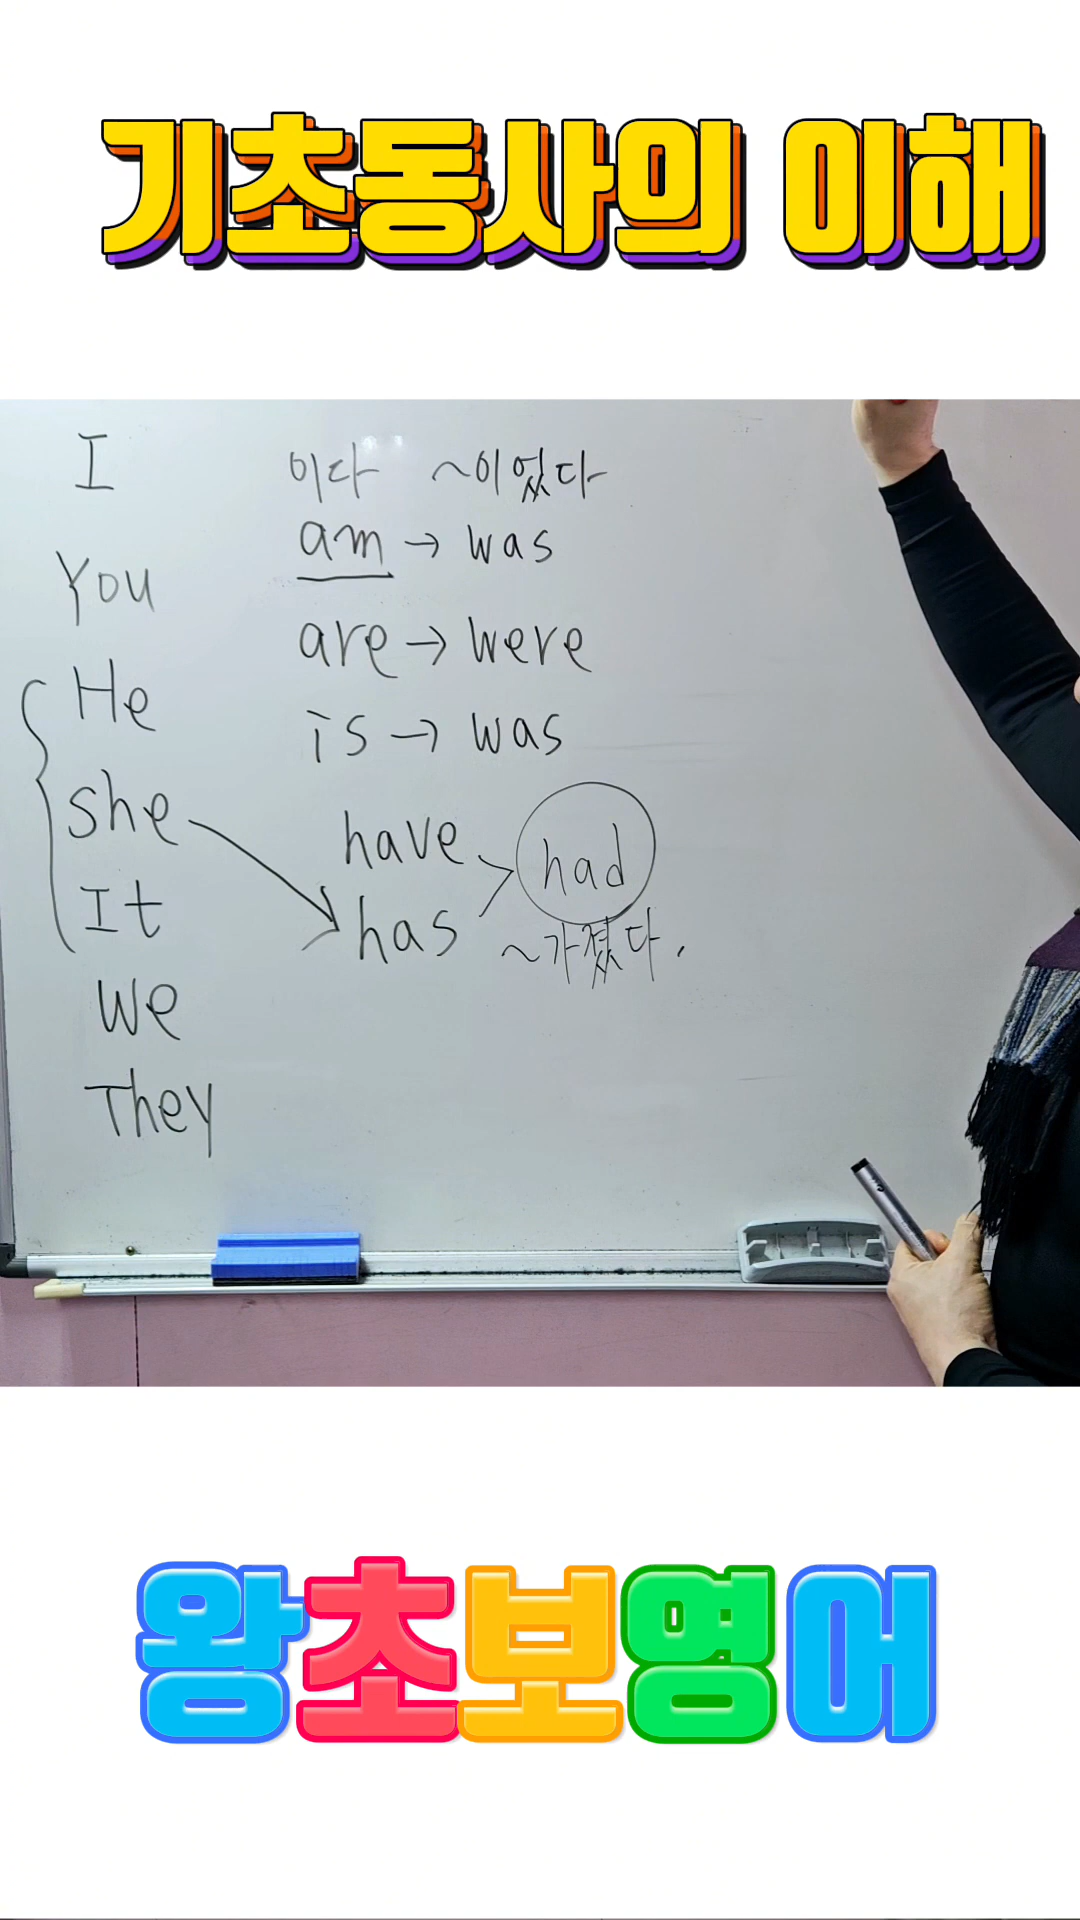 기초동사의 이해
I 이다 ~이었다
am → was
You
are → were
He
is → was
she
have
had
It
has
~가졌다.
We
They
왕초보영어